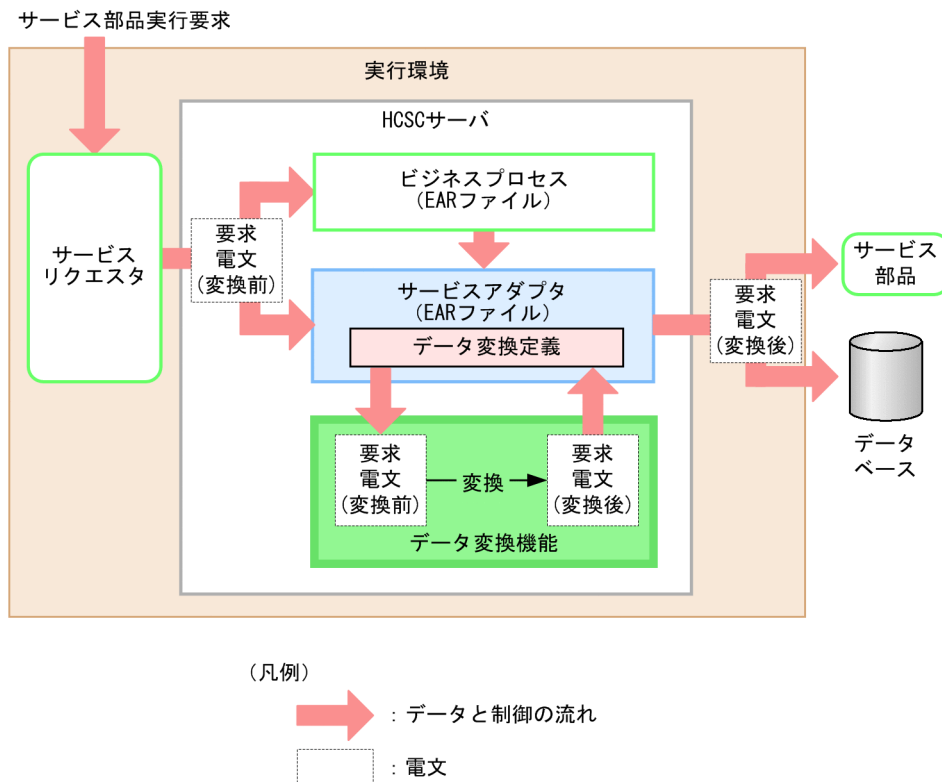 サービス部品実行要求
実行環境
HCSCサーバ
ビジネスプロセス
(EARファイル)
サービス
リクエスタ
要求
電文
(変換前)
サービスアダプタ
(EARファイル)
データ変換定義
要求
電文
(変換後)
サービス
部品
データ
ベース
要求
電文
(変換前)
変換
要求
電文
(変換後)
データ変換機能
(凡例)
：データと制御の流れ
：電文